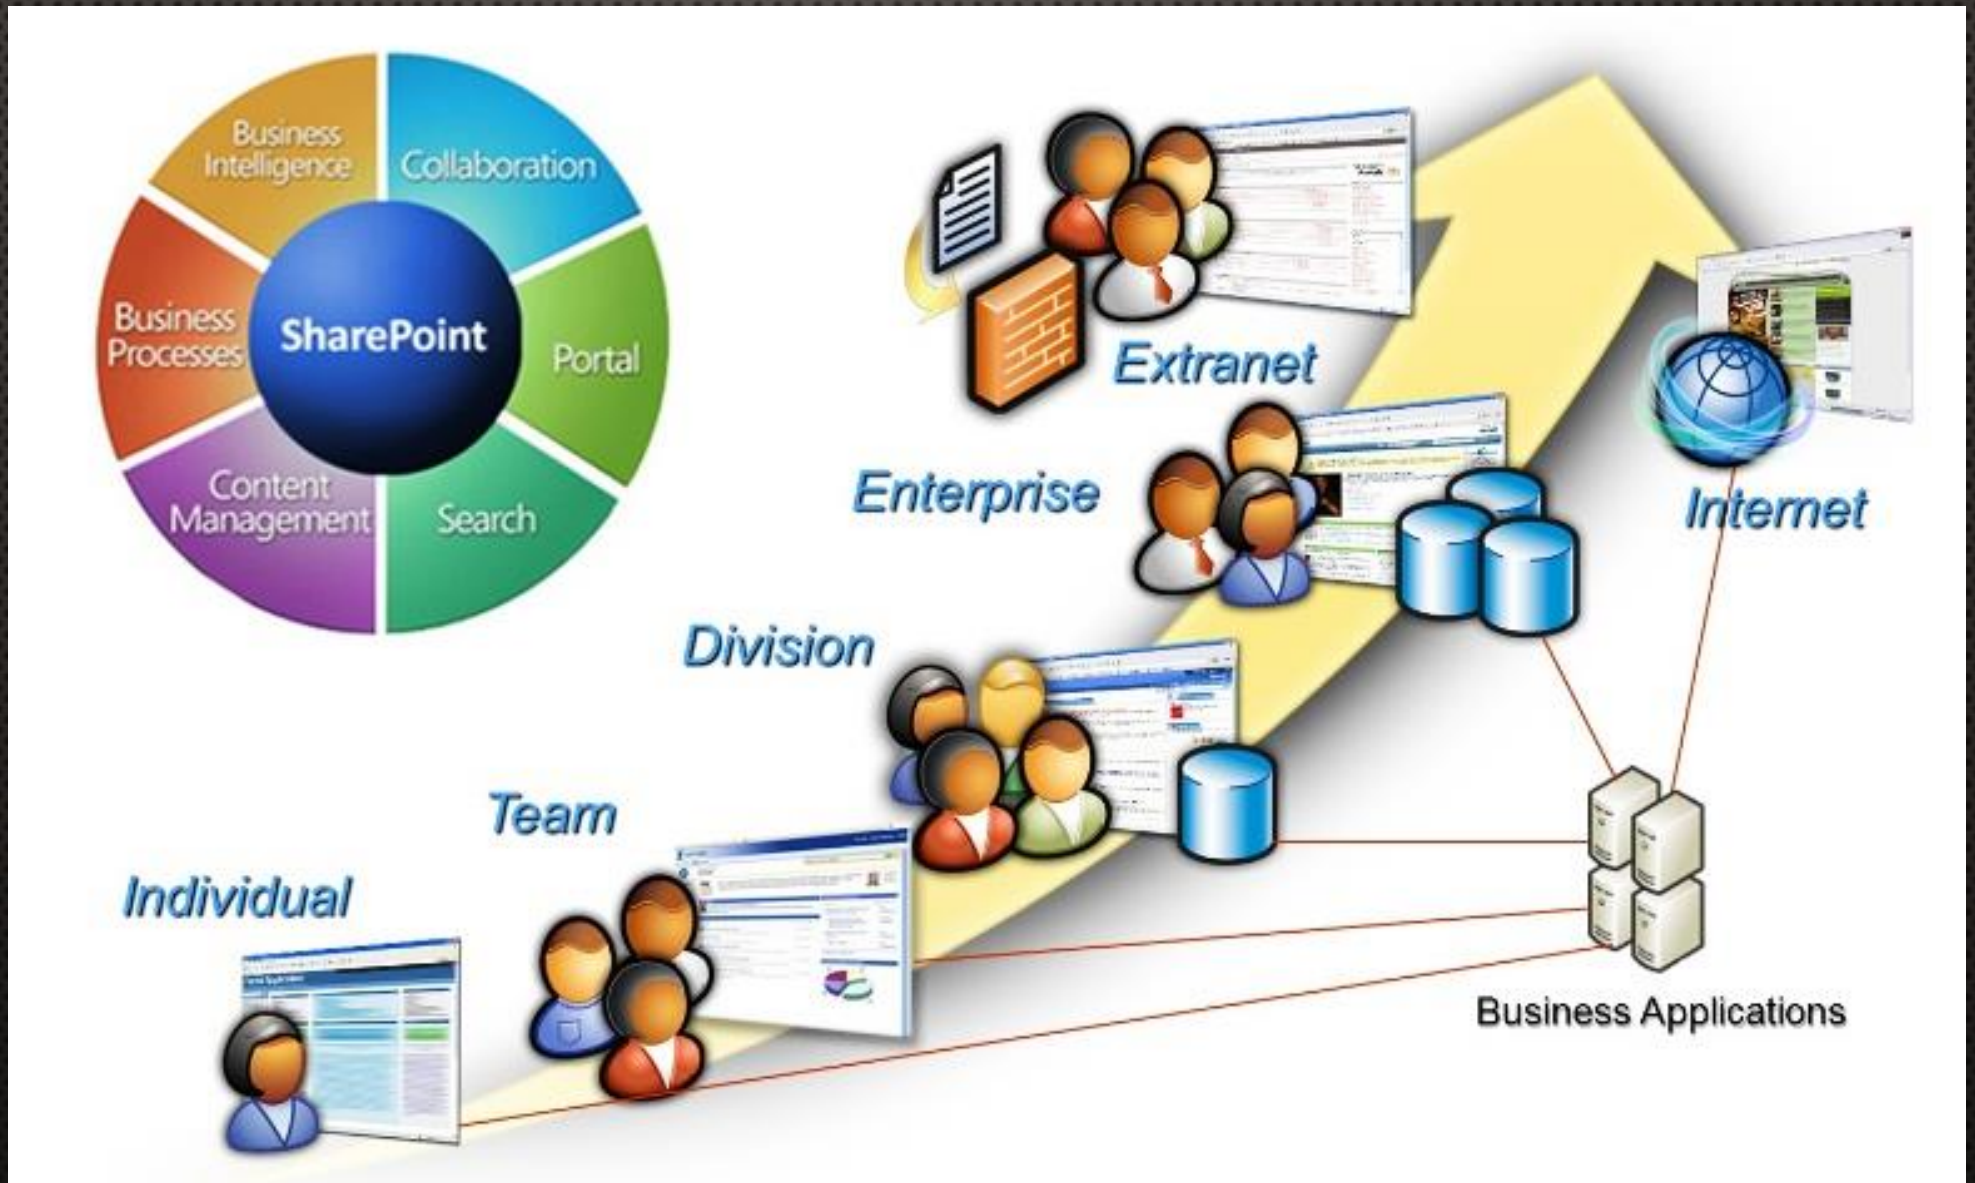 Business
Intelligence
Collaboration
Business
Processes
SharePoint
Portal
Content
Management
Search
Extranet
Enterprise
Internet
Division
Team
Individual
Business Applications